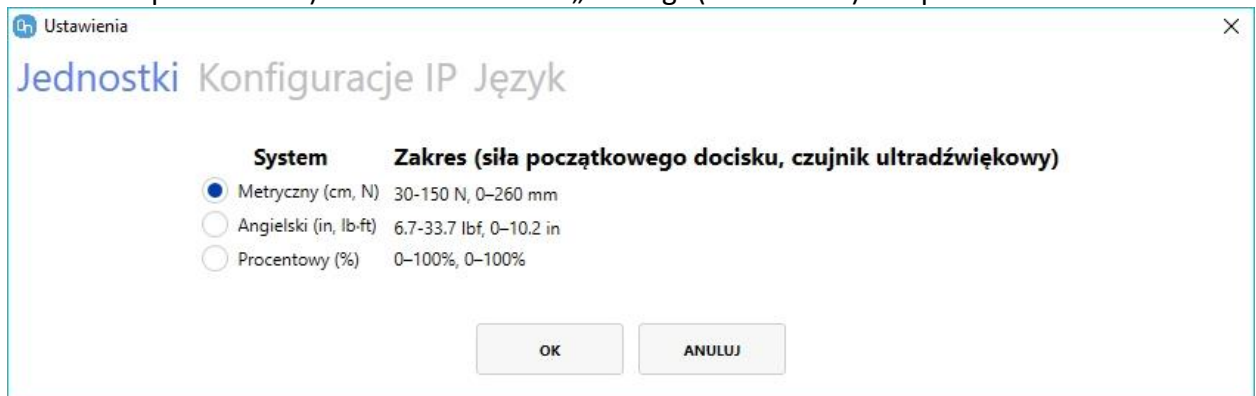 Ustawienia
Jednostki Konfiguracje IP Język
System Zakres (siła początkowego docisku, czujnik ultradźwiękowy)
Metryczny (cm, N) 30-150 N, 0–260 mm
Angielski (in, lb-ft) 6.7-33.7 lbf, 0–10.2 in
Procentowy (%) 0–100%, 0–100%
OK ANULUJ